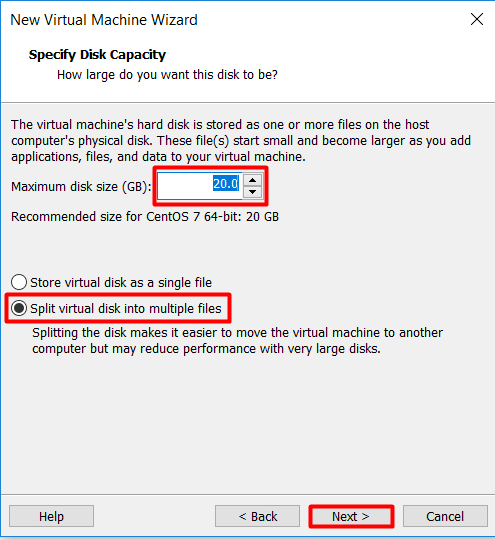 New Virtual Machine Wizard
Specify Disk Capacity
How large do you want this disk to be?
The virtual machine's hard disk is stored as one or more files on the host
computer's physical disk. These file(s) start small and become larger as you add
applications, files, and data to your virtual machine.
Maximum disk size (GB): 20.0
Recommended size for CentOS 7 64-bit: 20 GB
Store virtual disk as a single file
Split virtual disk into multiple files
Splitting the disk makes it easier to move the virtual machine to another
computer but may reduce performance with very large disks.
Help < Back Next > Cancel